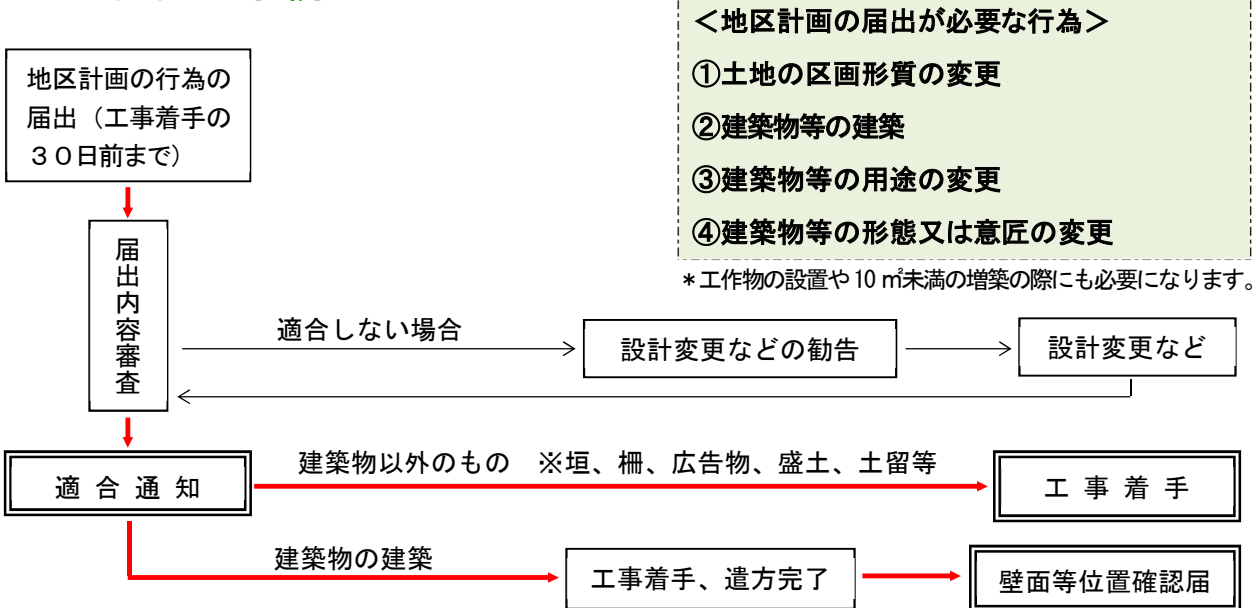 ＜地区計画の届出が必要な行為＞
①土地の区画形質の変更
②建築物等の建築
③建築物等の用途の変更
④建築物等の形態又は意匠の変更
＊工作物の設置や10㎡未満の増築の際にも必要になります。
地区計画の行為の
届出（工事着手の
３０日前まで）
届出内容審査
適合しない場合
設計変更などの勧告
設計変更など
適合通知
建築物以外のもの　※垣、柵、広告物、盛土、土留等
工事着手
建築物の建築
工事着手、遣方完了
壁面等位置確認届